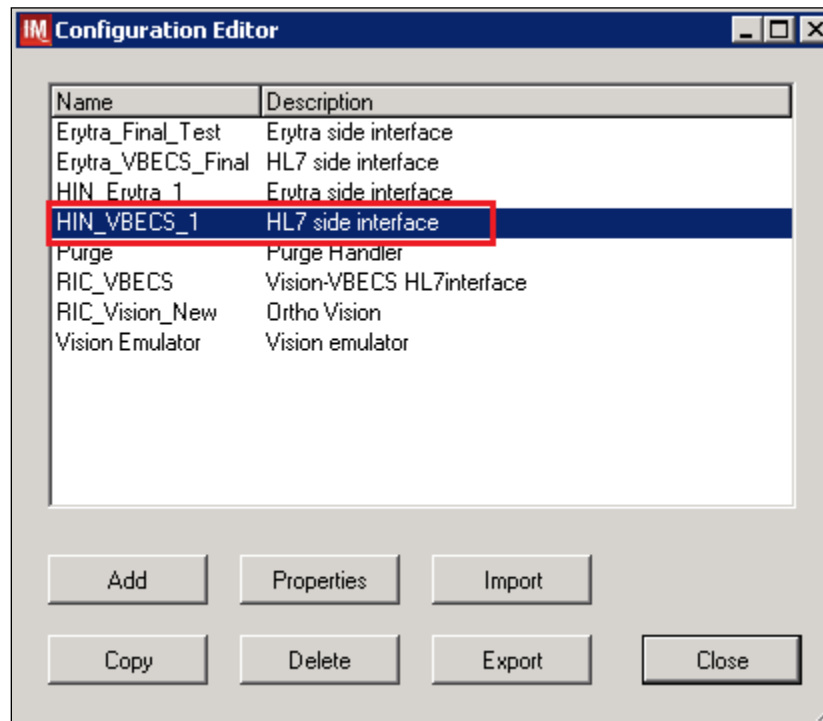 IM Configuration Editor
Name Description
Erytra_Final_Test Erytra side interface
Erytra_VBECS_Final HL7 side interface
HIN_Erytra_1 Erytra side interface
HIN_VBECS_1 HL7 side interface
Purge Purge Handler
RIC_VBECS Vision-VBECS HL7interface
RIC_Vision_New Ortho Vision
Vision Emulator Vision emulator
Add Properties Import
Copy Delete Export Close